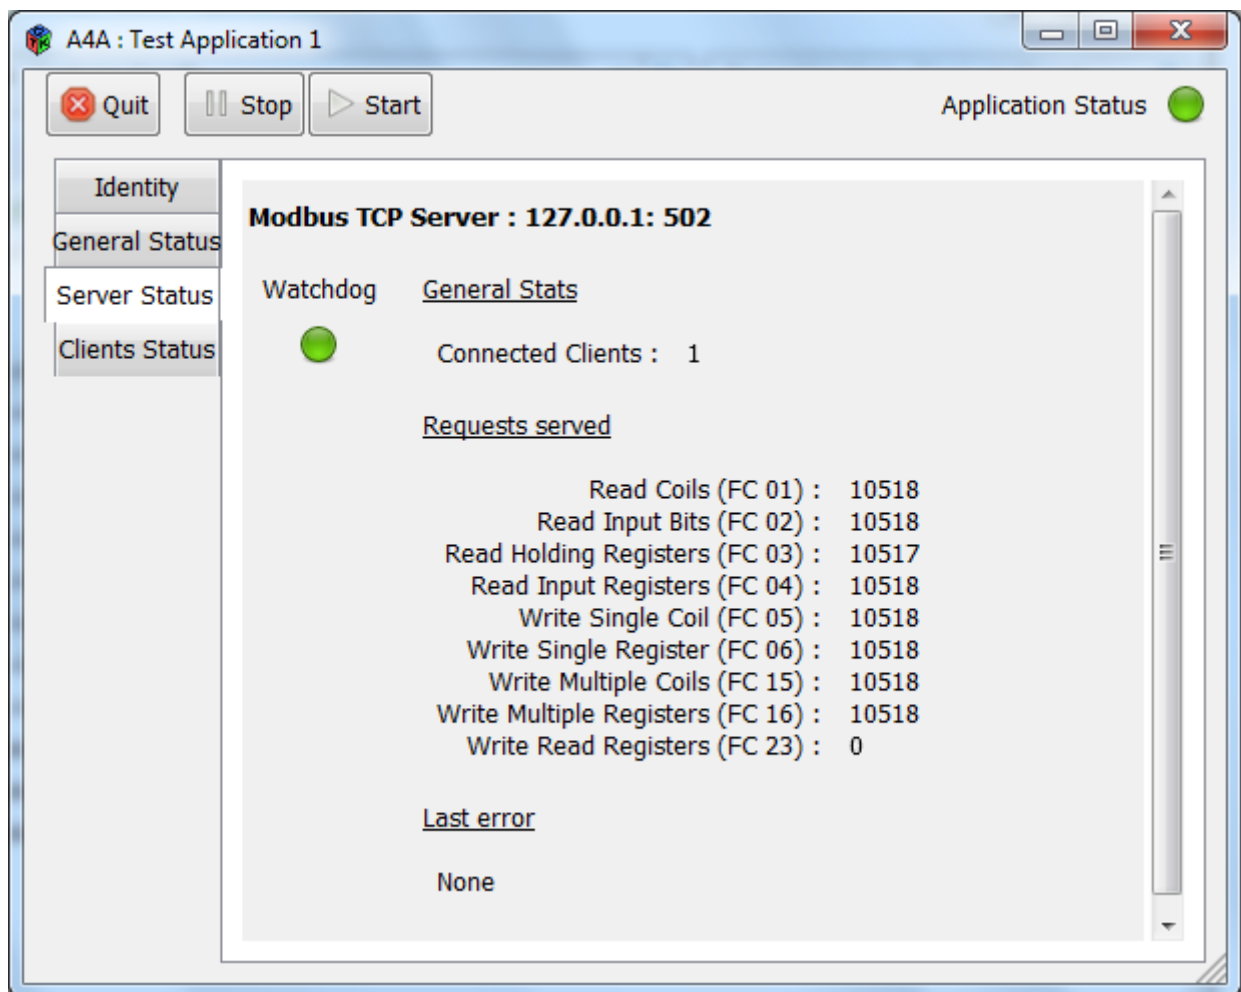 A4A : Test Application 1
Quit
Stop
Start
Application Status
Identity
General Status
Server Status
Clients Status
Modbus TCP Server : 127.0.0.1: 502
Watchdog
General Stats
Connected Clients : 1
Requests served
Read Coils (FC 01) : 10518
Read Input Bits (FC 02) : 10518
Read Holding Registers (FC 03) : 10517
Read Input Registers (FC 04) : 10518
Write Single Coil (FC 05) : 10518
Write Single Register (FC 06) : 10518
Write Multiple Coils (FC 15) : 10518
Write Multiple Registers (FC 16) : 10518
Write Read Registers (FC 23) : 0
Last error
None